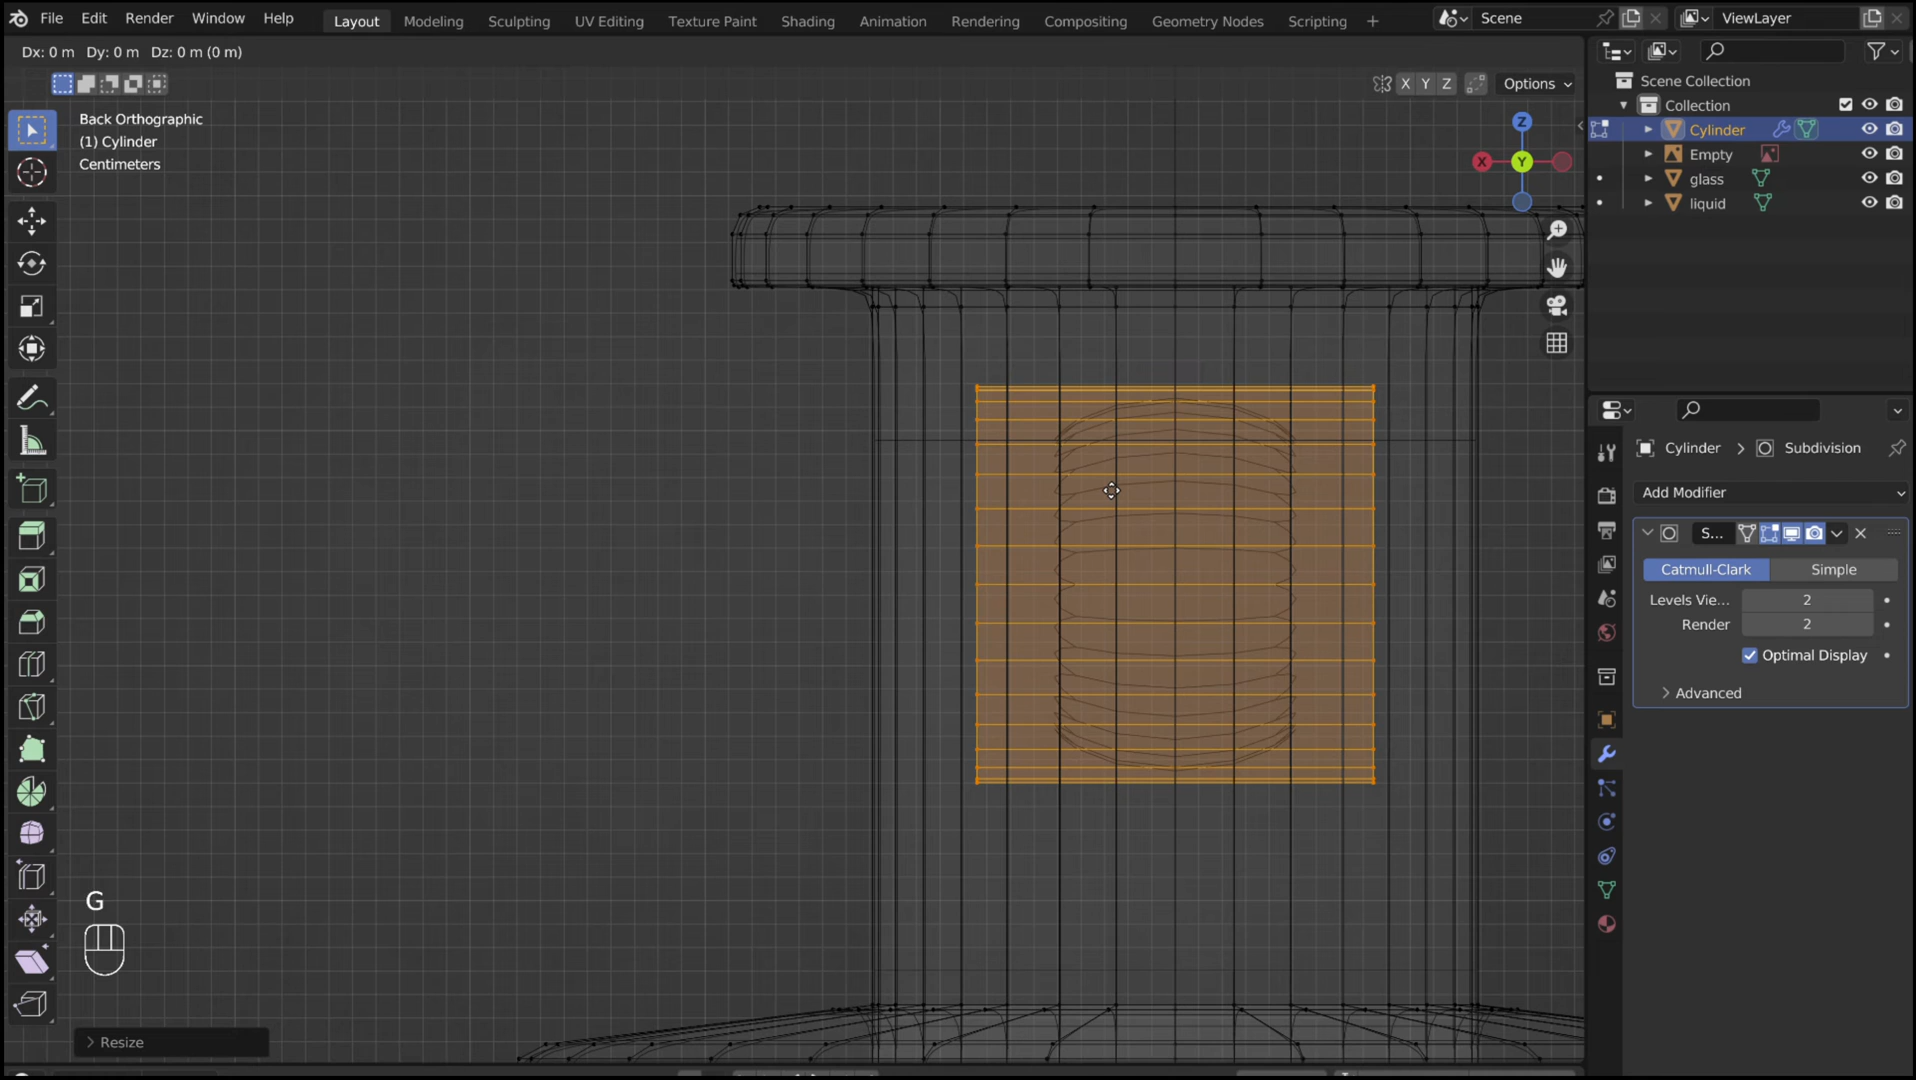 File Edit Render Window Help Layout Modeling Sculpting UV Editing Texture Paint Shading Animation Rendering Compositing Geometry Nodes Scripting + Scene ViewLayer
Dx: 0 m Dy: 0 m Dz: 0 m (0 m)
X Y Z Options
Scene Collection
Collection
Cylinder
Empty
glass
liquid
Back Orthographic
(1) Cylinder
Centimeters
Z
X
Y
Cylinder > Subdivision
Add Modifier
S...
Catmull-Clark Simple
Levels Vie... 2
Render 2
Optimal Display
Advanced
G
Resize